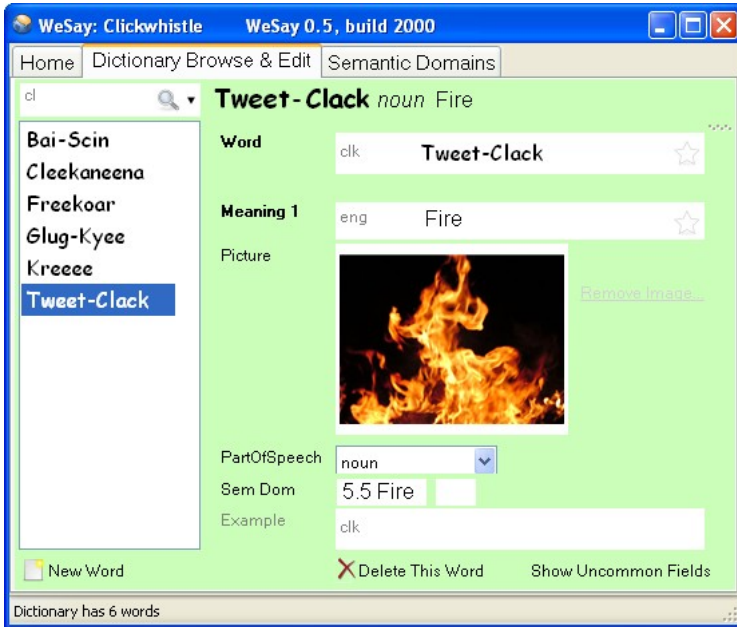 WeSay: Clickwhistle WeSay 0.5, build 2000
Home Dictionary Browse & Edit Semantic Domains
cl
Bai-Scin
Cleekaneena
Freekoar
Glug-Kyee
Kreeee
Tweet-Clack
New Word
Tweet-Clack noun Fire
Word clk Tweet-Clack
Meaning 1 eng Fire
Picture
Remove Image...
PartOfSpeech noun
Sem Dom 5.5 Fire
Example clk
Delete This Word Show Uncommon Fields
Dictionary has 6 words